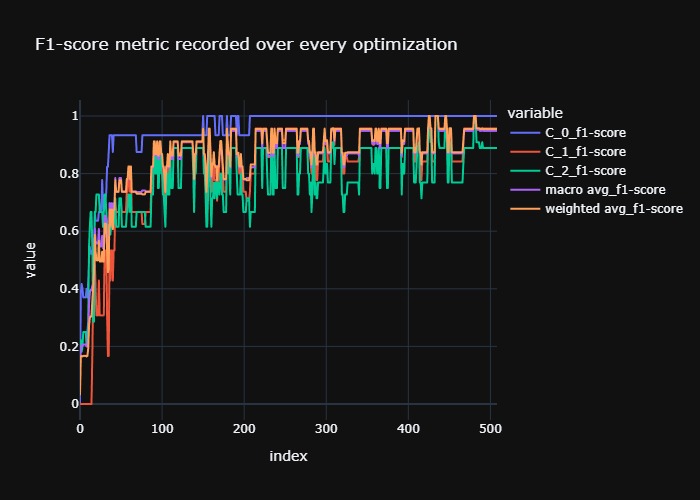 F1-score metric recorded over every optimization
value
1
0.8
0.6
0.4
0.2
0
0 100 200 300 400 500
index
variable
C_0_f1-score
C_1_f1-score
C_2_f1-score
macro avg_f1-score
weighted avg_f1-score